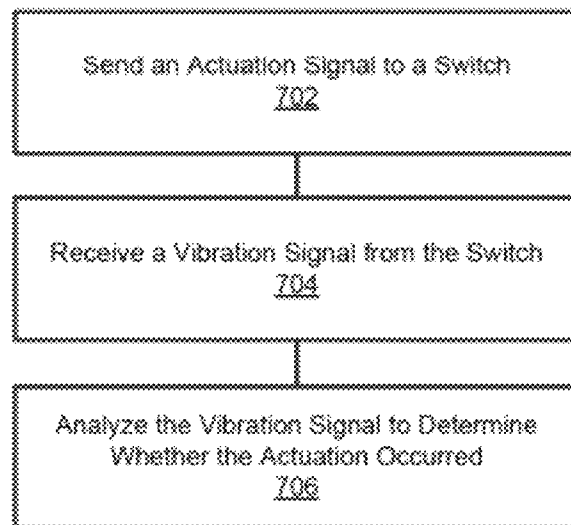 Send an Actuation Signal to a Switch
702
Receive a Vibration Signal from the Switch
704
Analyze the Vibration Signal to Determine
Whether the Actuation Occurred
706